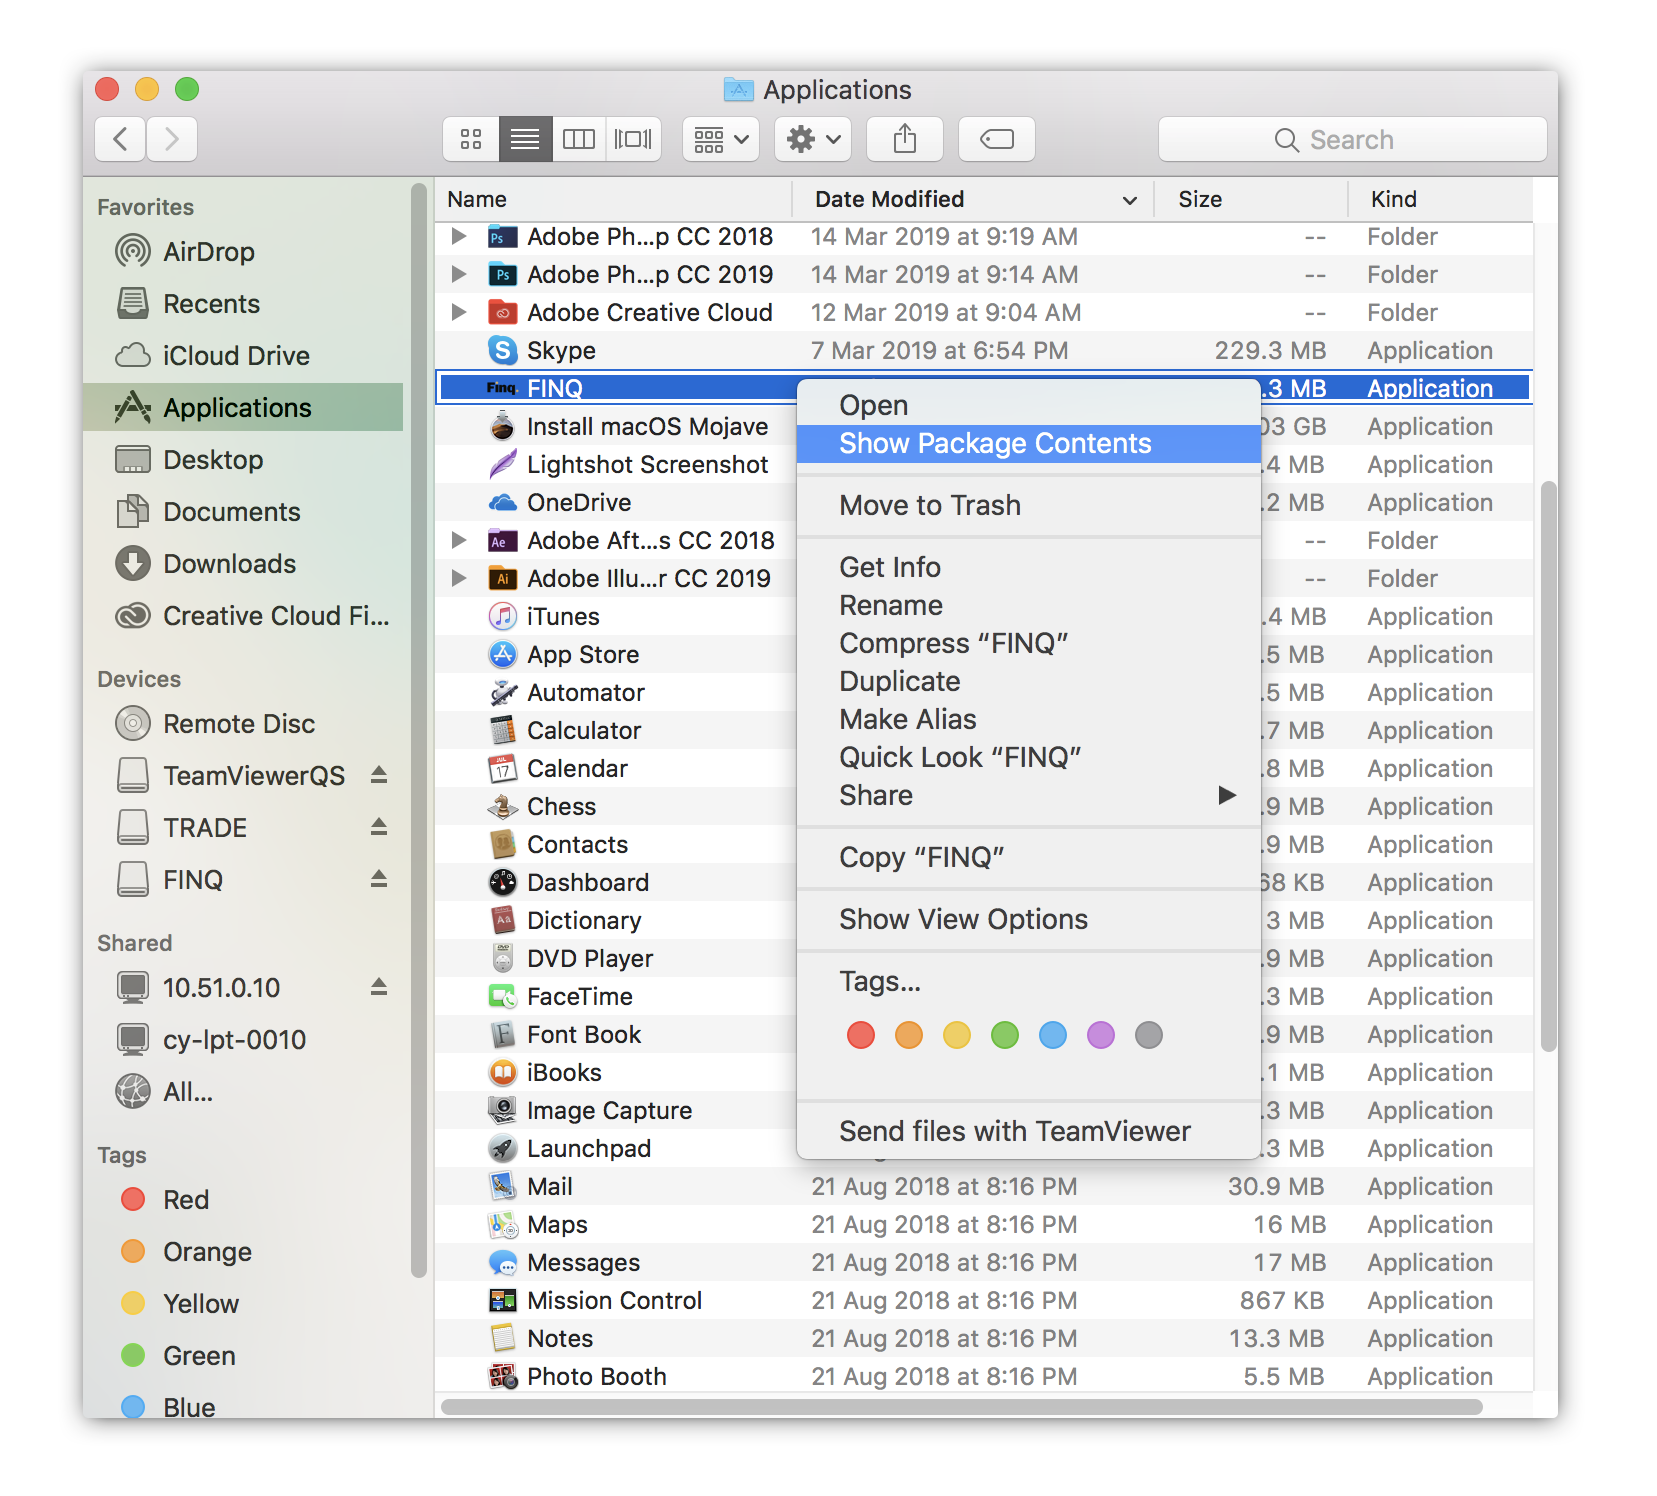 Applications
Search
Favorites
AirDrop
Recents
iCloud Drive
Applications
Desktop
Documents
Downloads
Creative Cloud Fi...
Devices
Remote Disc
TeamViewerQS
TRADE
FINQ
Shared
10.51.0.10
cy-lpt-0010
All...
Tags
Red
Orange
Yellow
Green
Blue
Name Date Modified Size Kind
Ps Adobe Ph...p CC 2018 14 Mar 2019 at 9:19 AM -- Folder
Ps Adobe Ph...p CC 2019 14 Mar 2019 at 9:14 AM -- Folder
Adobe Creative Cloud 12 Mar 2019 at 9:04 AM -- Folder
S Skype 7 Mar 2019 at 6:54 PM 229.3 MB Application
Finq FINQ .3 MB Application
Install macOS Mojave 03 GB Application
Lightshot Screenshot .4 MB Application
OneDrive .2 MB Application
Ae Adobe Aft...s CC 2018 -- Folder
Ai Adobe Illu...r CC 2019 -- Folder
iTunes .4 MB Application
App Store .5 MB Application
Automator .5 MB Application
Calculator .7 MB Application
JUL 17 Calendar .8 MB Application
Chess .9 MB Application
Contacts .9 MB Application
Dashboard 68 KB Application
Aa Dictionary 3 MB Application
DVD DVD Player .9 MB Application
FaceTime .3 MB Application
F Font Book .9 MB Application
iBooks .1 MB Application
Image Capture .3 MB Application
Launchpad .3 MB Application
Mail 21 Aug 2018 at 8:16 PM 30.9 MB Application
Maps 21 Aug 2018 at 8:16 PM 16 MB Application
Messages 21 Aug 2018 at 8:16 PM 17 MB Application
Mission Control 21 Aug 2018 at 8:16 PM 867 KB Application
Notes 21 Aug 2018 at 8:16 PM 13.3 MB Application
Photo Booth 21 Aug 2018 at 8:16 PM 5.5 MB Application
Open
Show Package Contents
Move to Trash
Get Info
Rename
Compress “FINQ”
Duplicate
Make Alias
Quick Look “FINQ”
Share
Copy “FINQ”
Show View Options
Tags...
Send files with TeamViewer